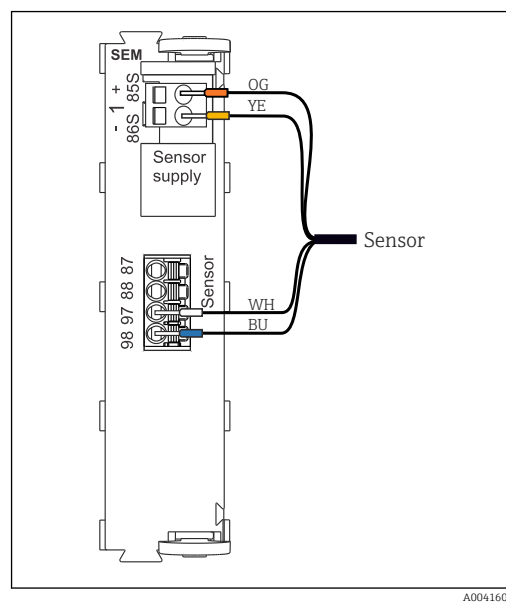 SEM
+ 85S
1
- 86S
OG
YE
Sensor
supply
Sensor
87
88
97
98
Sensor
WH
BU
A004160